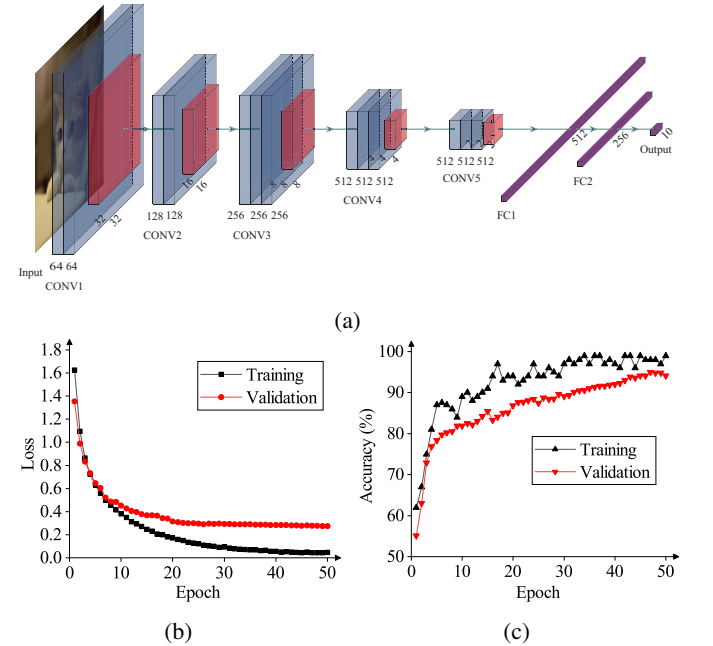 Input
64 64
CONV1
32
32
128 128
CONV2
16
16
256 256 256
CONV3
8
8
8
512 512 512
CONV4
4
4
4
512 512 512
CONV5
2
2
FC1
512
FC2
256
Output
10
(a)
1.8
1.6
1.4
1.2
1.0
0.8
0.6
0.4
0.2
0.0
Loss
Training
Validation
0 10 20 30 40 50
Epoch
(b)
100
90
80
70
60
50
Accuracy (%)
Training
Validation
0 10 20 30 40 50
Epoch
(c)